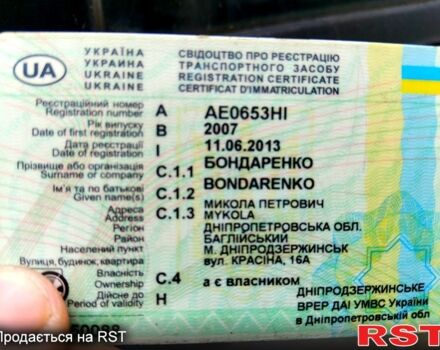 UA
УКРАЇНА
УКРАИНА
UKRAINE
UKRAINE
СВІДОЦТВО ПРО РЕЄСТРАЦІЮ
ТРАНСПОРТНОГО ЗАСОБУ
REGISTRATION CERTIFICATE
CERTIFICAT D'IMMATRICULATION
Реєстраційний номер
Registration number A AE0653HI
Рік випуску
Date of first registration B 2007
Дата реєстрації
Date of registration I 11.06.2013
Прізвище або організація C.1.1 БОНДАРЕНКО
Surname or company BONDARENKO
Ім'я та по батькові C.1.2 МИКОЛА ПЕТРОВИЧ
Given name(s) MYKOLA
Адреса C.1.3
Address
Регіон ДНІПРОПЕТРОВСЬКА ОБЛ.
Район БАГЛІЙСЬКИЙ
Населений пункт М. ДНІПРОДЗЕРЖИНСЬК
Вулиця, будинок, квартира вул. КРАСІНА, 16А
Власність
Ownership C.4 а є власником
Дійсне до
Period of validity H
ДНІПРОДЗЕРЖИНСЬКЕ
ВРЕР ДАІ УМВС України
в Дніпропетровській обл
Продається на RST
RST